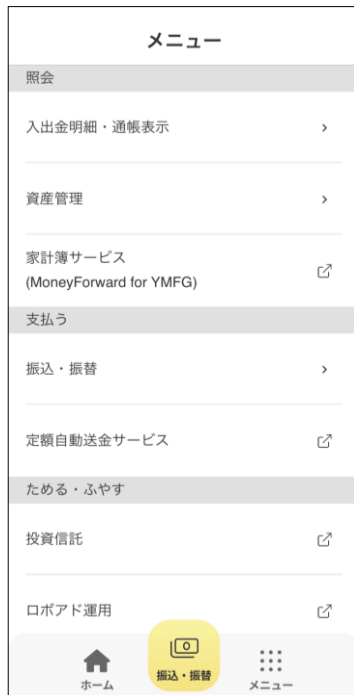 メニュー
照会
入出金明細・通帳表示
資産管理
家計簿サービス
(MoneyForward for YMFG)
支払う
振込・振替
定額自動送金サービス
ためる・ふやす
投資信託
ロボアド運用
ホーム
振込・振替
メニュー